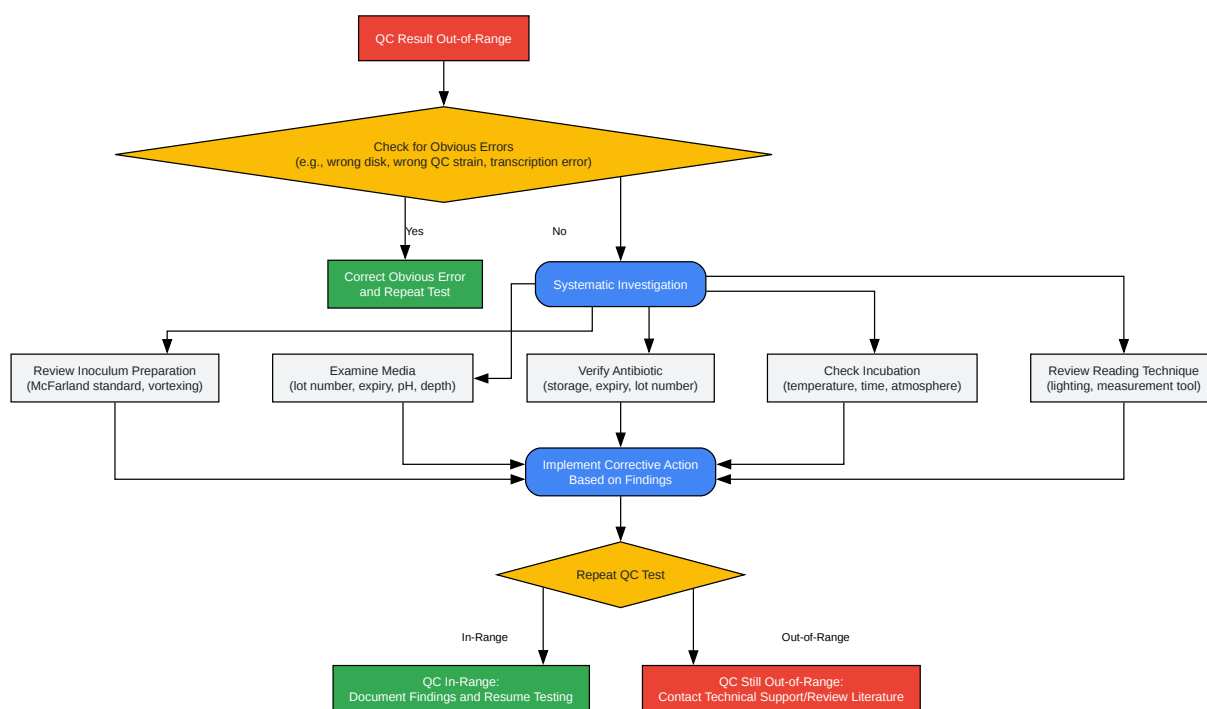 QC Result Out-of-Range
Check for Obvious Errors
(e.g., wrong disk, wrong QC strain, transcription error)
Yes
No
Correct Obvious Error
and Repeat Test
Systematic Investigation
Review Inoculum Preparation
(McFarland standard, vortexing)
Examine Media
(lot number, expiry, pH, depth)
Verify Antibiotic
(storage, expiry, lot number)
Check Incubation
(temperature, time, atmosphere)
Review Reading Technique
(lighting, measurement tool)
Implement Corrective Action
Based on Findings
Repeat QC Test
In-Range
Out-of-Range
QC In-Range:
Document Findings and Resume Testing
QC Still Out-of-Range:
Contact Technical Support/Review Literature